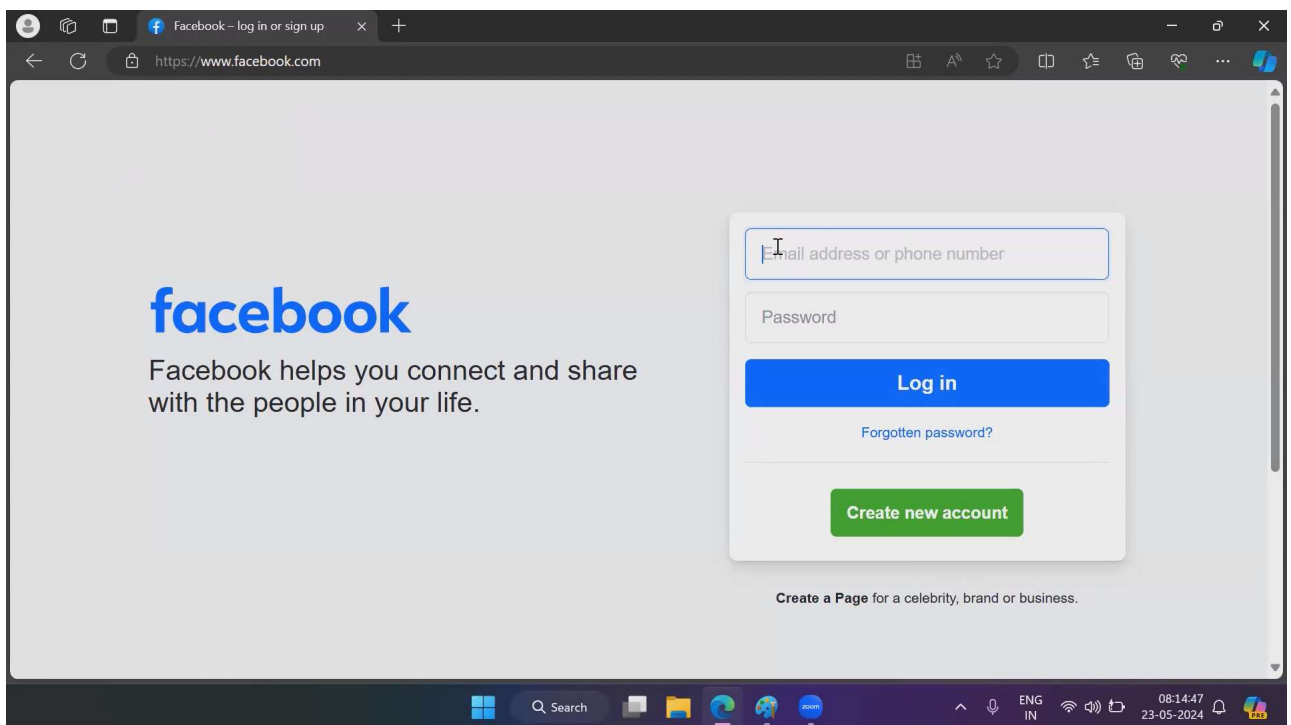 Facebook – log in or sign up
https://www.facebook.com
facebook
Facebook helps you connect and share
with the people in your life.
Email address or phone number
Password
Log in
Forgotten password?
Create new account
Create a Page for a celebrity, brand or business.
Search
zoom
ENG
IN
08:14:47
23-05-2024
PRE